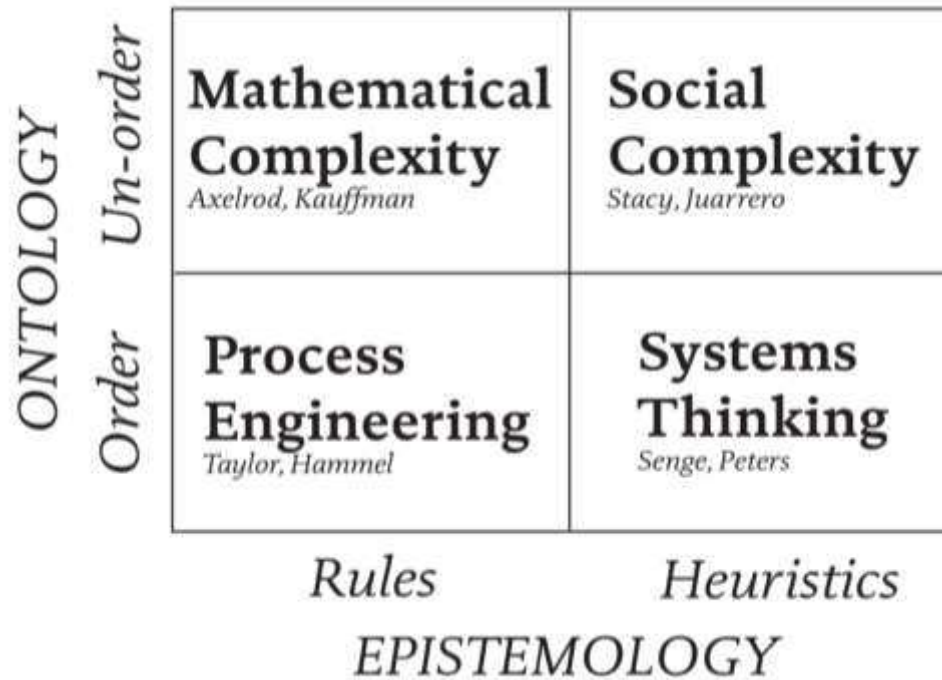 ONTOLOGY
Un-order
Mathematical
Complexity
Axelrod, Kauffman
Social
Complexity
Stacy, Juarrero
Order
Process
Engineering
Taylor, Hammel
Systems
Thinking
Senge, Peters
Rules
Heuristics
EPISTEMOLOGY